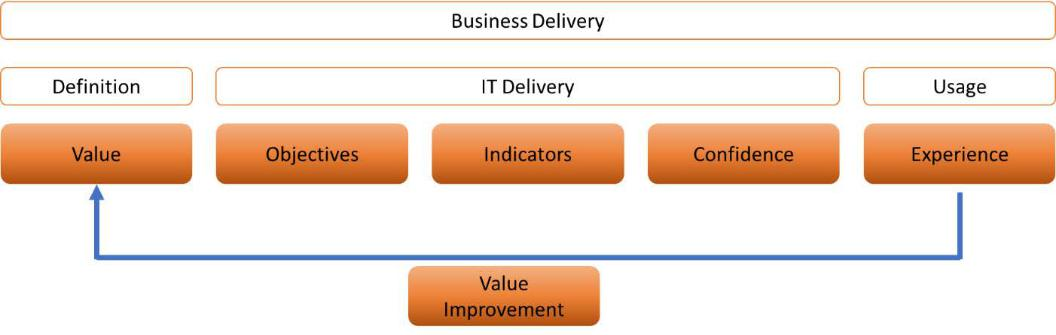 Business Delivery
Definition
IT Delivery
Usage
Value
Objectives
Indicators
Confidence
Experience
Value
Improvement